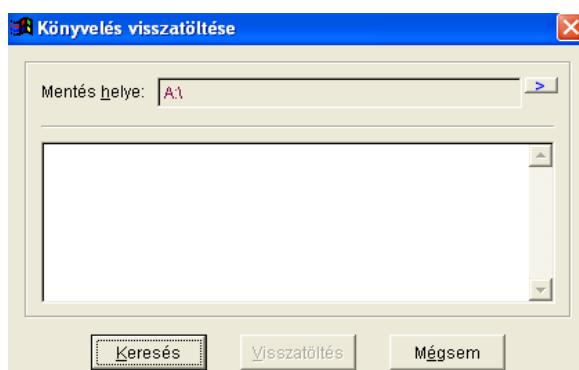 Könyvelés visszatöltése
Mentés helye: A:\
>
Keresés Visszatöltés Mégsem